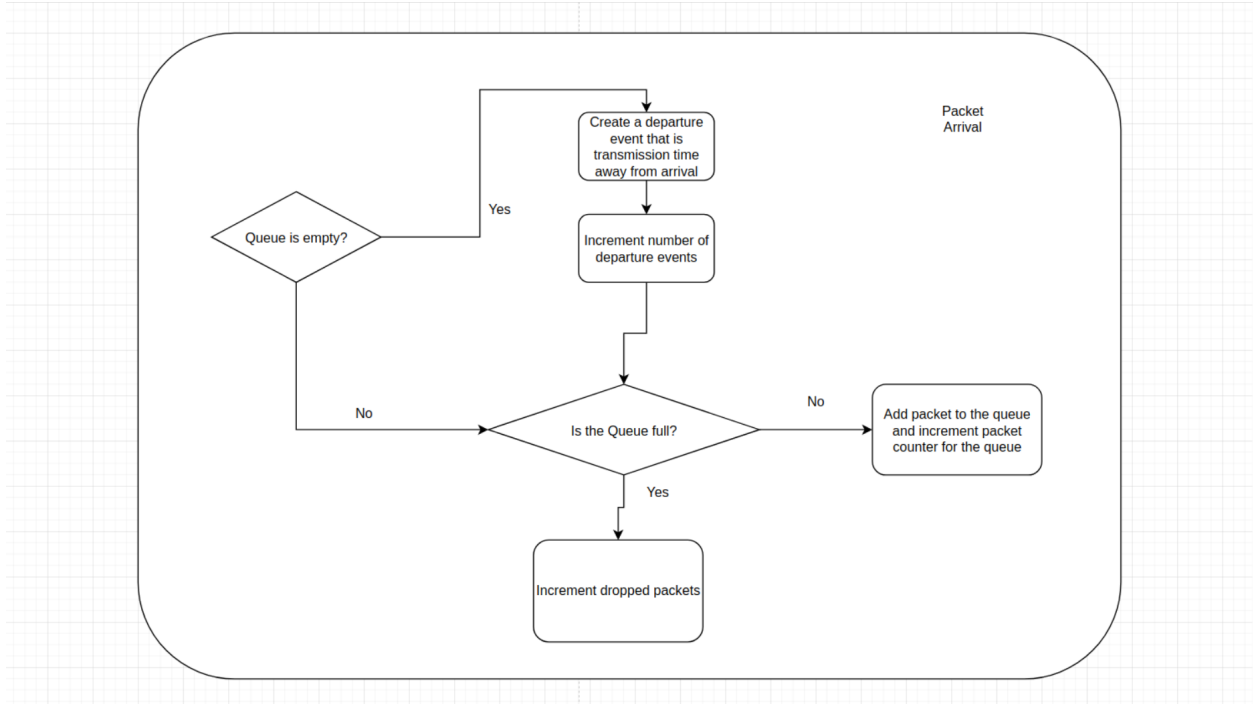 Packet
Arrival
Create a departure
event that is
transmission time
away from arrival
Yes
Queue is empty?
Increment number of
departure events
No
No
Is the Queue full?
Add packet to the queue
and increment packet
counter for the queue
Yes
Increment dropped packets